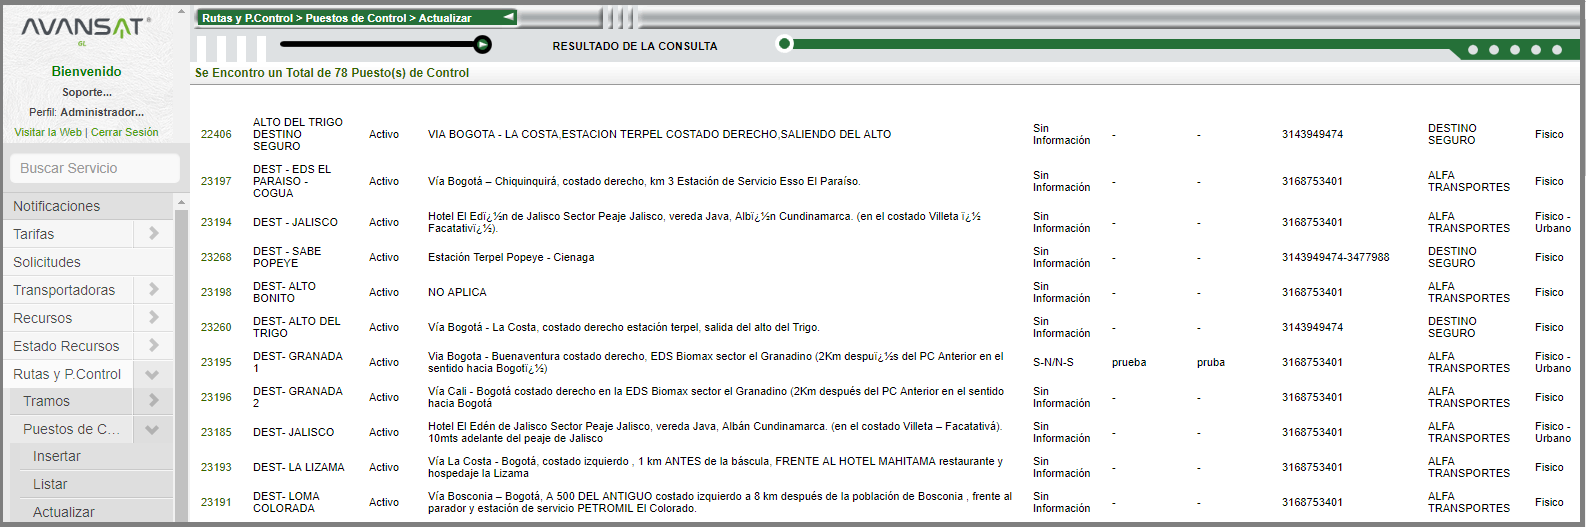 AVANSAT
GL
Bienvenido
Soporte...
Perfil: Administrador...
Visitar la Web | Cerrar Sesión
Buscar Servicio
Notificaciones
Tarifas
Solicitudes
Transportadoras
Recursos
Estado Recursos
Rutas y P.Control
Tramos
Puestos de C...
Insertar
Listar
Actualizar
Rutas y P.Control > Puestos de Control > Actualizar
RESULTADO DE LA CONSULTA
Se Encontro un Total de 78 Puesto(s) de Control
22406 ALTO DEL TRIGO DESTINO SEGURO Activo VIA BOGOTA - LA COSTA,ESTACION TERPEL COSTADO DERECHO,SALIENDO DEL ALTO Sin Información - - 3143949474 DESTINO SEGURO Fisico
23197 DEST - EDS EL PARAISO - COGUA Activo Vía Bogotá – Chiquinquirá, costado derecho, km 3 Estación de Servicio Esso El Paraíso. Sin Información - - 3168753401 ALFA TRANSPORTES Fisico
23194 DEST - JALISCO Activo Hotel El Edï¿½n de Jalisco Sector Peaje Jalisco, vereda Java, Albï¿½n Cundinamarca. (en el costado Villeta ï¿½ Facatativï¿½). Sin Información - - 3168753401 ALFA TRANSPORTES Fisico - Urbano
23268 DEST - SABE POPEYE Activo Estación Terpel Popeye - Cienaga Sin Información - - 3143949474-3477988 DESTINO SEGURO Fisico
23198 DEST- ALTO BONITO Activo NO APLICA Sin Información - - 3168753401 ALFA TRANSPORTES Fisico
23260 DEST- ALTO DEL TRIGO Activo Vía Bogotá - La Costa, costado derecho estación terpel, salida del alto del Trigo. Sin Información - - 3143949474 DESTINO SEGURO Fisico
23195 DEST- GRANADA 1 Activo Via Bogota - Buenaventura costado derecho, EDS Biomax sector el Granadino (2Km despuï¿½s del PC Anterior en el sentido hacia Bogotï¿½) S-N/N-S prueba pruba 3168753401 ALFA TRANSPORTES Fisico - Urbano
23196 DEST- GRANADA 2 Activo Vía Cali - Bogotá costado derecho en la EDS Biomax sector el Granadino (2Km después del PC Anterior en el sentido hacia Bogotá Sin Información - - 3168753401 ALFA TRANSPORTES Fisico
23185 DEST- JALISCO Activo Hotel El Edén de Jalisco Sector Peaje Jalisco, vereda Java, Albán Cundinamarca. (en el costado Villeta – Facatativá). 10mts adelante del peaje de Jalisco Sin Información - - 3168753401 ALFA TRANSPORTES Fisico - Urbano
23193 DEST- LA LIZAMA Activo Vía La Costa - Bogotá, costado izquierdo , 1 km ANTES de la báscula, FRENTE AL HOTEL MAHITAMA restaurante y hospedaje la Lizama Sin Información - - 3168753401 ALFA TRANSPORTES Fisico
23191 DEST- LOMA COLORADA Activo Vía Bosconia – Bogotá, A 500 DEL ANTIGUO costado izquierdo a 8 km después de la población de Bosconia , frente al parador y estación de servicio PETROMIL El Colorado. Sin Información - - 3168753401 ALFA TRANSPORTES Fisico